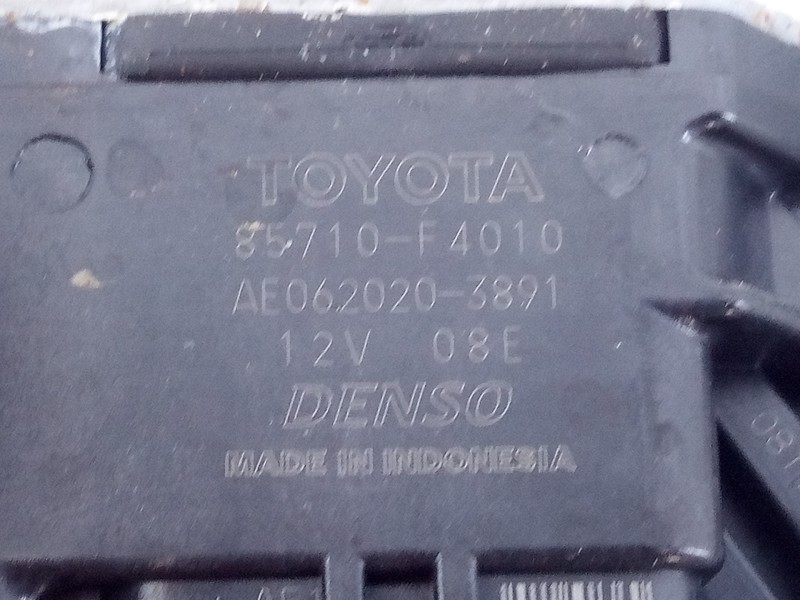 TOYOTA
85710-F4010
AE062020-3891
12V 08E
DENSO
MADE IN INDONESIA